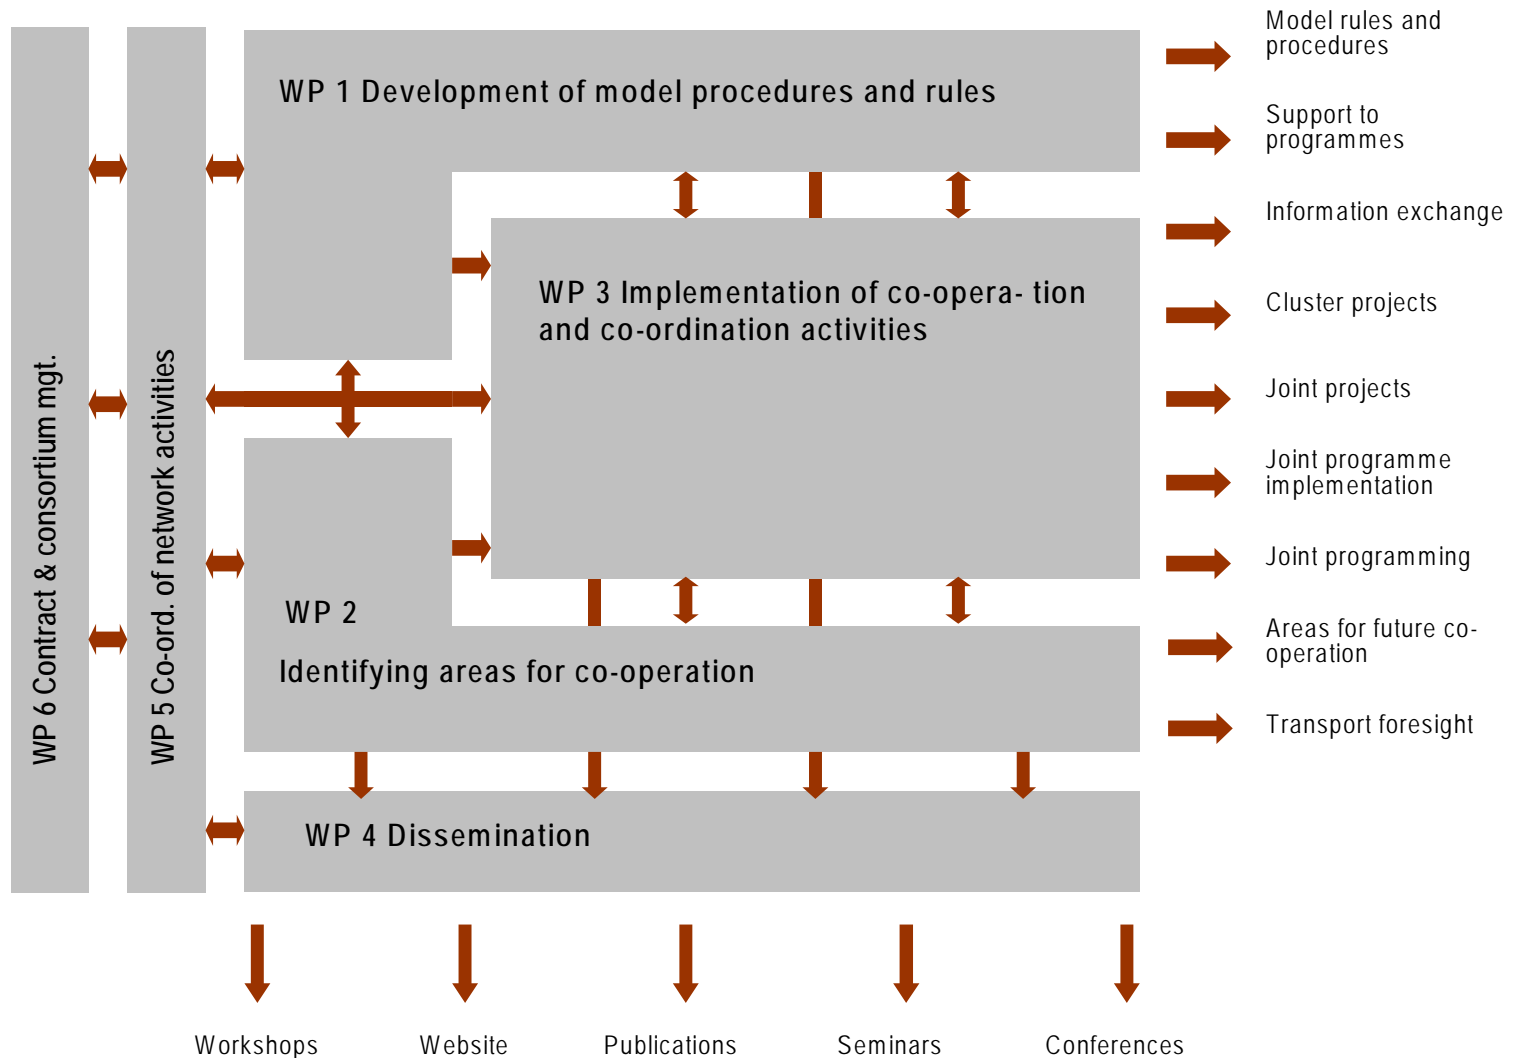 WP 6 Contract & consortium mgt.
WP 5 Co-ord. of network activities
WP 1 Development of model procedures and rules
WP 3 Implementation of co-opera- tion
and co-ordination activities
WP 2
Identifying areas for co-operation
WP 4 Dissemination
Model rules and
procedures
Support to
programmes
Information exchange
Cluster projects
Joint projects
Joint programme
implementation
Joint programming
Areas for future co-
operation
Transport foresight
Workshops
Website
Publications
Seminars
Conferences